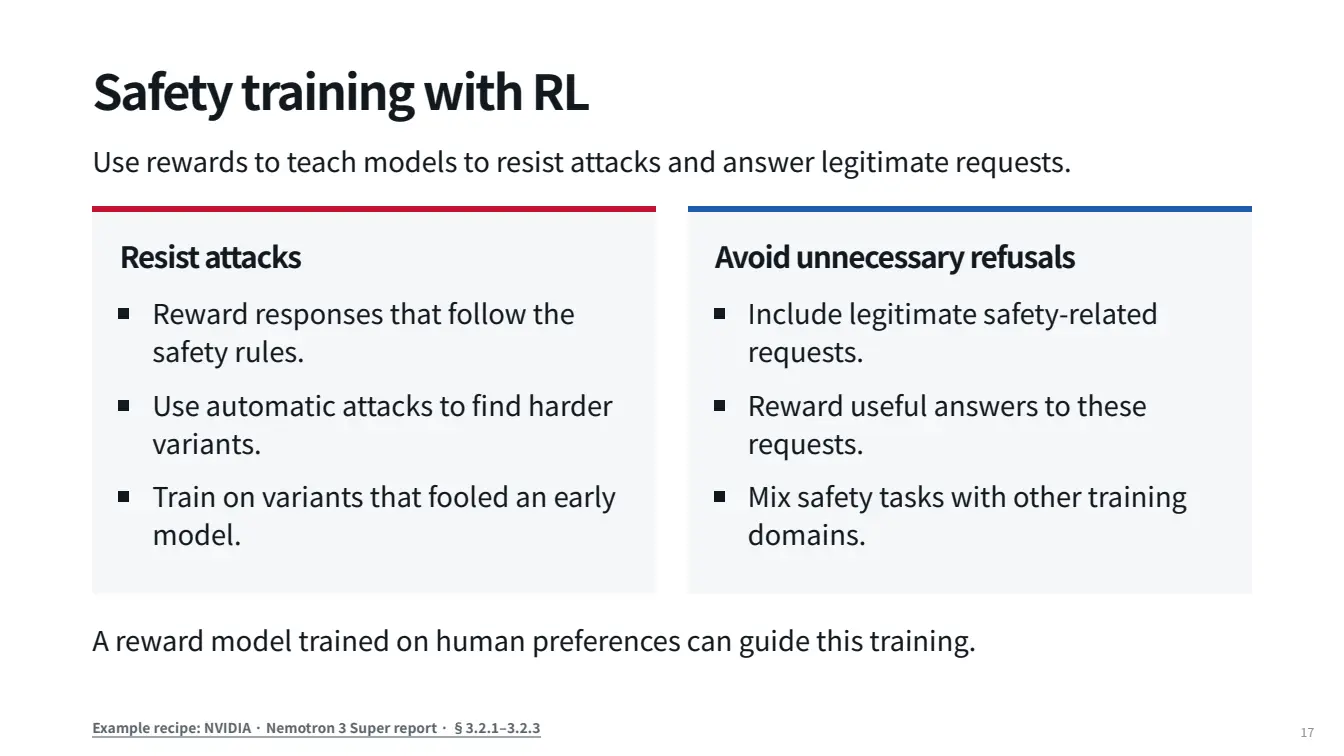 Safety training with RL
Use rewards to teach models to resist attacks and answer legitimate requests.
Resist attacks
▪ Reward responses that follow the
safety rules.
▪ Use automatic attacks to find harder
variants.
▪ Train on variants that fooled an early
model.
Avoid unnecessary refusals
▪ Include legitimate safety-related
requests.
▪ Reward useful answers to these
requests.
▪ Mix safety tasks with other training
domains.
A reward model trained on human preferences can guide this training.
Example recipe: NVIDIA · Nemotron 3 Super report · § 3.2.1–3.2.3
17